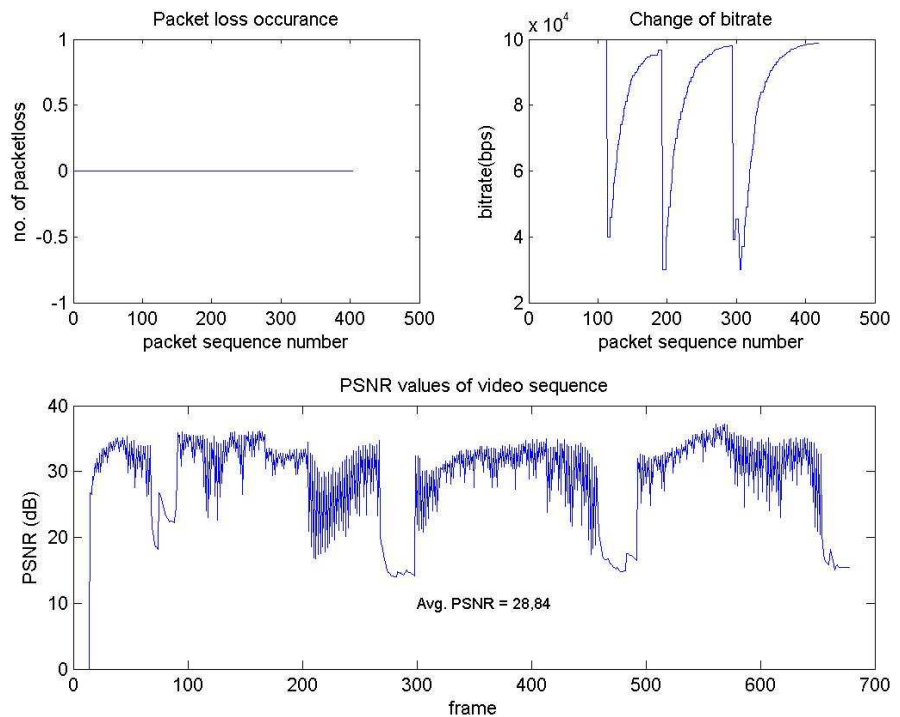 Packet loss occurance
no. of packetloss
1
0.5
0
-0.5
-1
0 100 200 300 400 500
packet sequence number
Change of bitrate
x 10⁴
bitrate(bps)
10
8
6
4
2
0 100 200 300 400 500
packet sequence number
PSNR values of video sequence
PSNR (dB)
40
30
20
10
0
Avg. PSNR = 28,84
0 100 200 300 400 500 600 700
frame